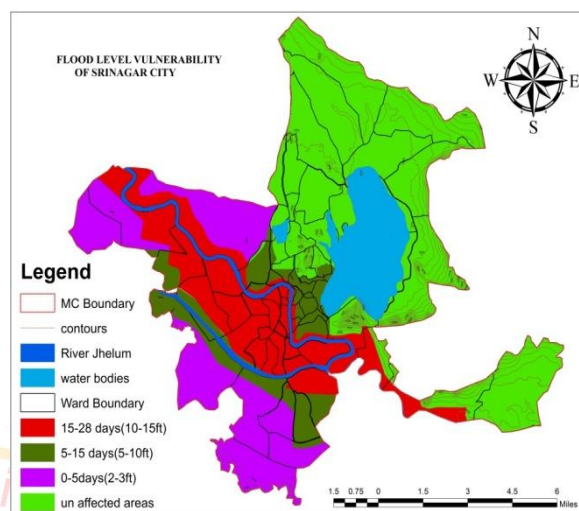 FLOOD LEVEL VULNERABILITY
OF SRINAGAR CITY
N
W E
S
Legend
MC Boundary
contours
River Jhelum
water bodies
Ward Boundary
15-28 days(10-15ft)
5-15 days(5-10ft)
0-5days(2-3ft)
un affected areas
1.5 0.75 0 1.5 3 4.5 6
Miles